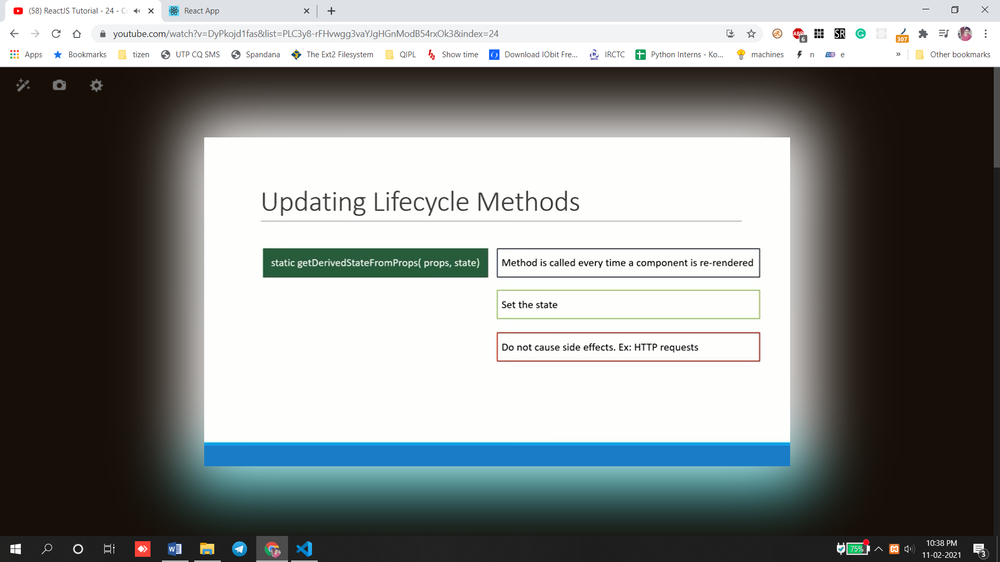 (58) ReactJS Tutorial - 24 - Co
React App
youtube.com/watch?v=DyPkojd1fas&list=PLC3y8-rFHvwgg3vaYJgHGnModB54rxOk3&index=24
ABP
6
SR
307
Apps
Bookmarks
tizen
UTP CQ SMS
Spandana
The Ext2 Filesystem
QIPL
Show time
Download IObit Fre...
IRCTC
Python Interns - Ko...
machines
n
e
»
Other bookmarks
Updating Lifecycle Methods
static getDerivedStateFromProps( props, state)
Method is called every time a component is re-rendered
Set the state
Do not cause side effects. Ex: HTTP requests
75%
10:38 PM
11-02-2021
3